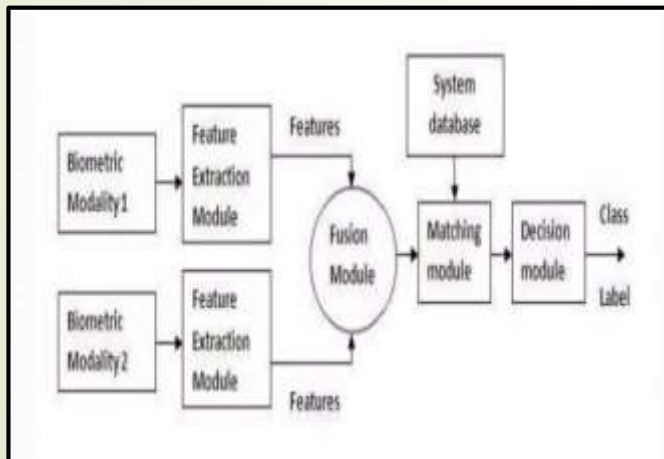 System
database
Features
Feature
Extraction
Module
Biometric
Modality1
Fusion
Module
Matching
module
Decision
module
Class
Label
Biometric
Modality2
Feature
Extraction
Module
Features